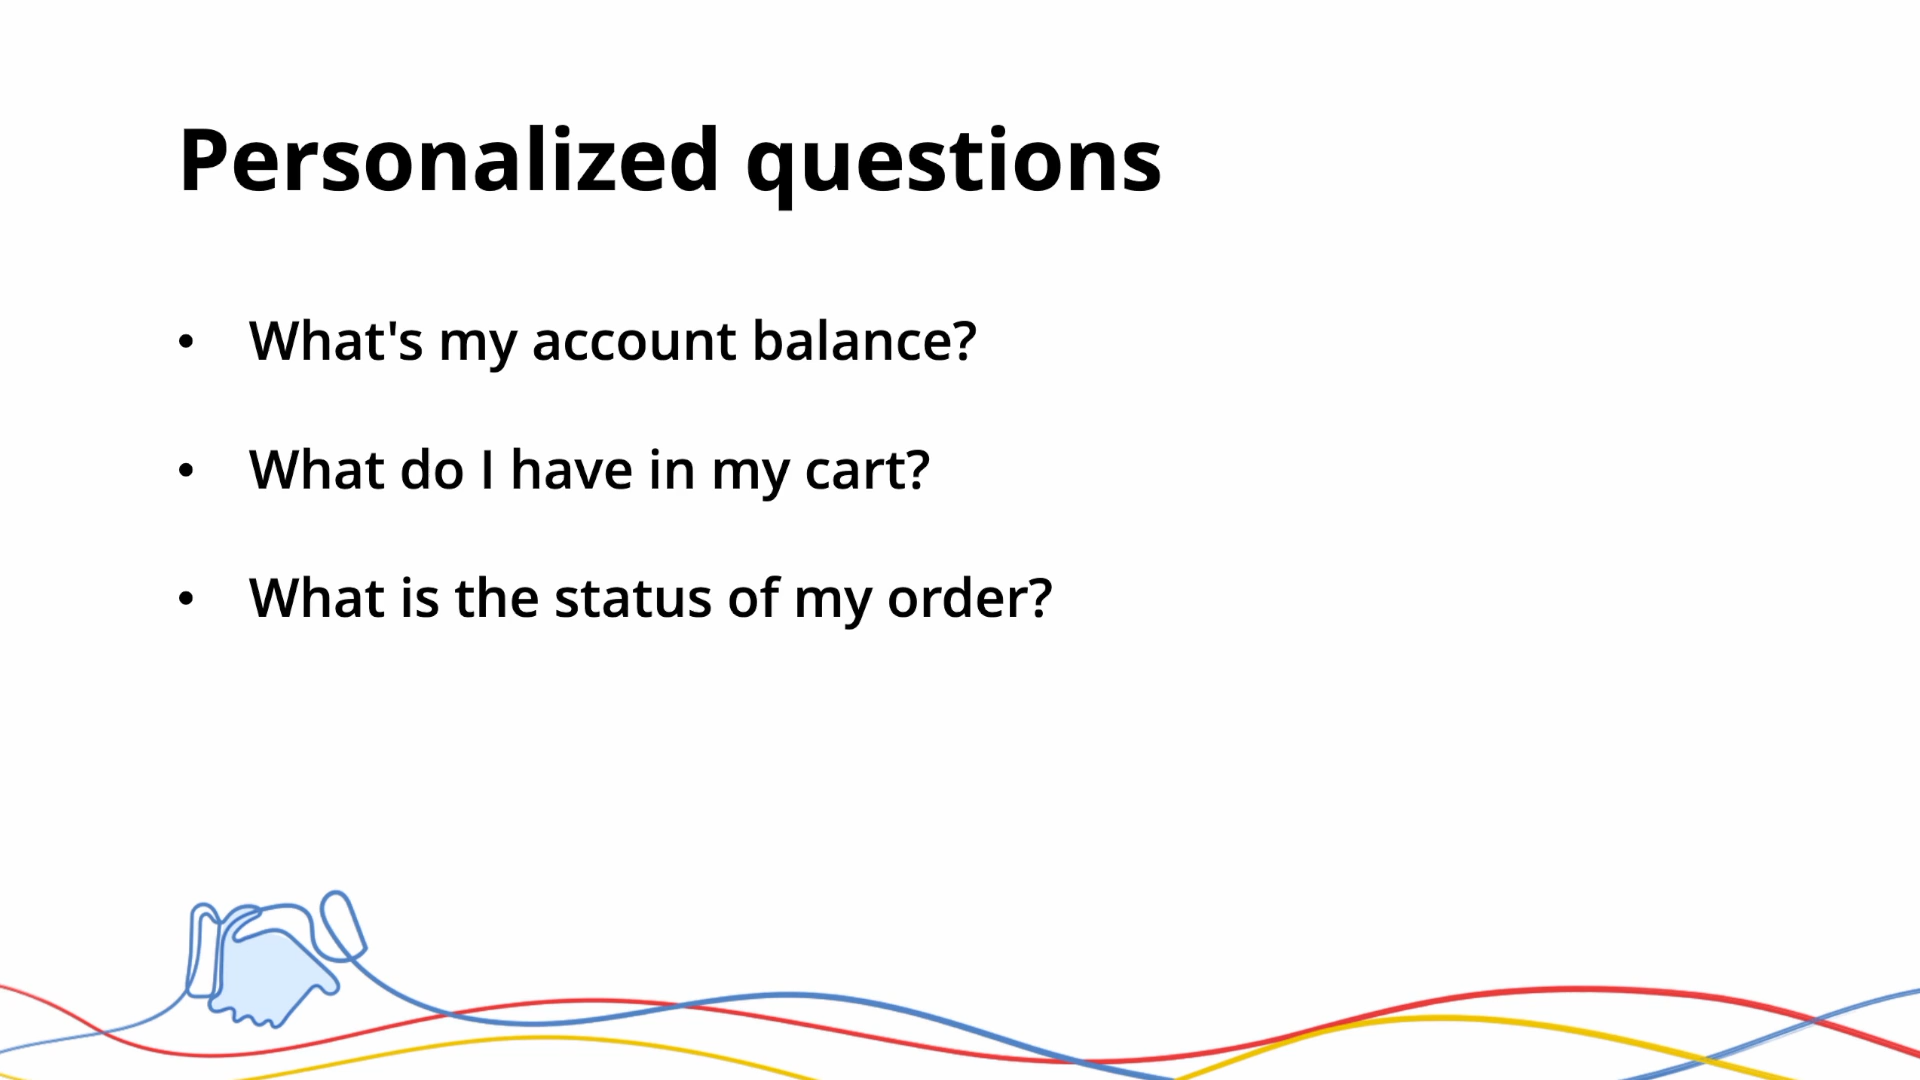 Personalized questions
• What's my account balance?
• What do I have in my cart?
• What is the status of my order?